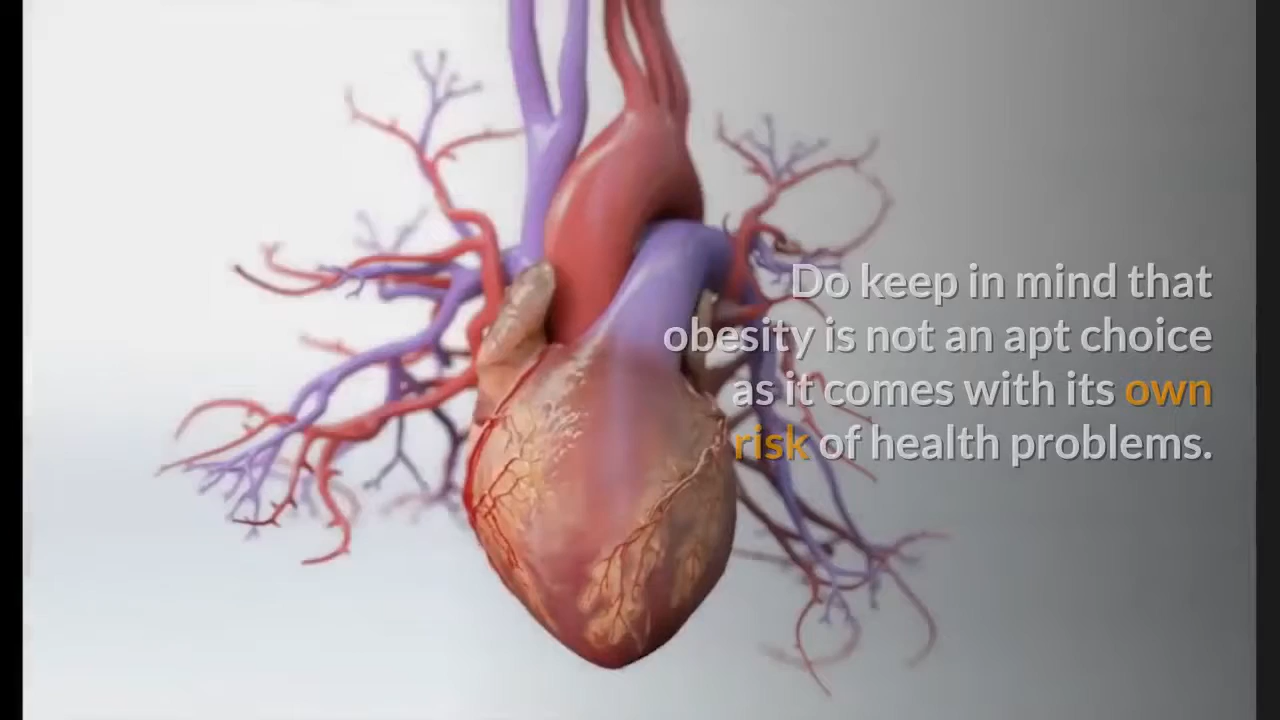 Do keep in mind that
obesity is not an apt choice
as it comes with its own
risk of health problems.